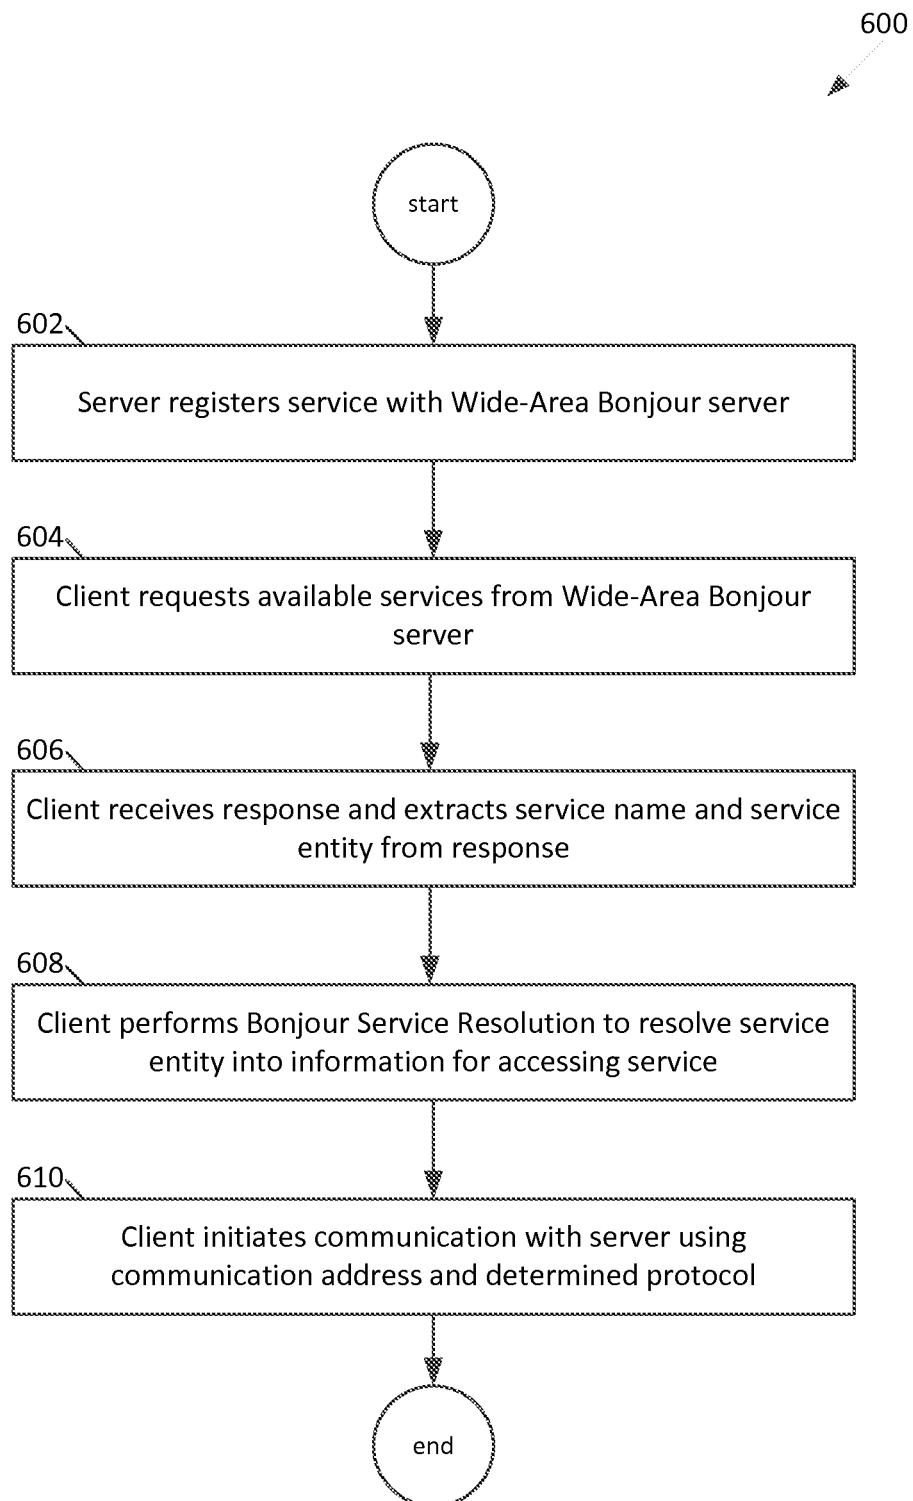 600
start
602
Server registers service with Wide-Area Bonjour server
604
Client requests available services from Wide-Area Bonjour
server
606
Client receives response and extracts service name and service
entity from response
608
Client performs Bonjour Service Resolution to resolve service
entity into information for accessing service
610
Client initiates communication with server using
communication address and determined protocol
end